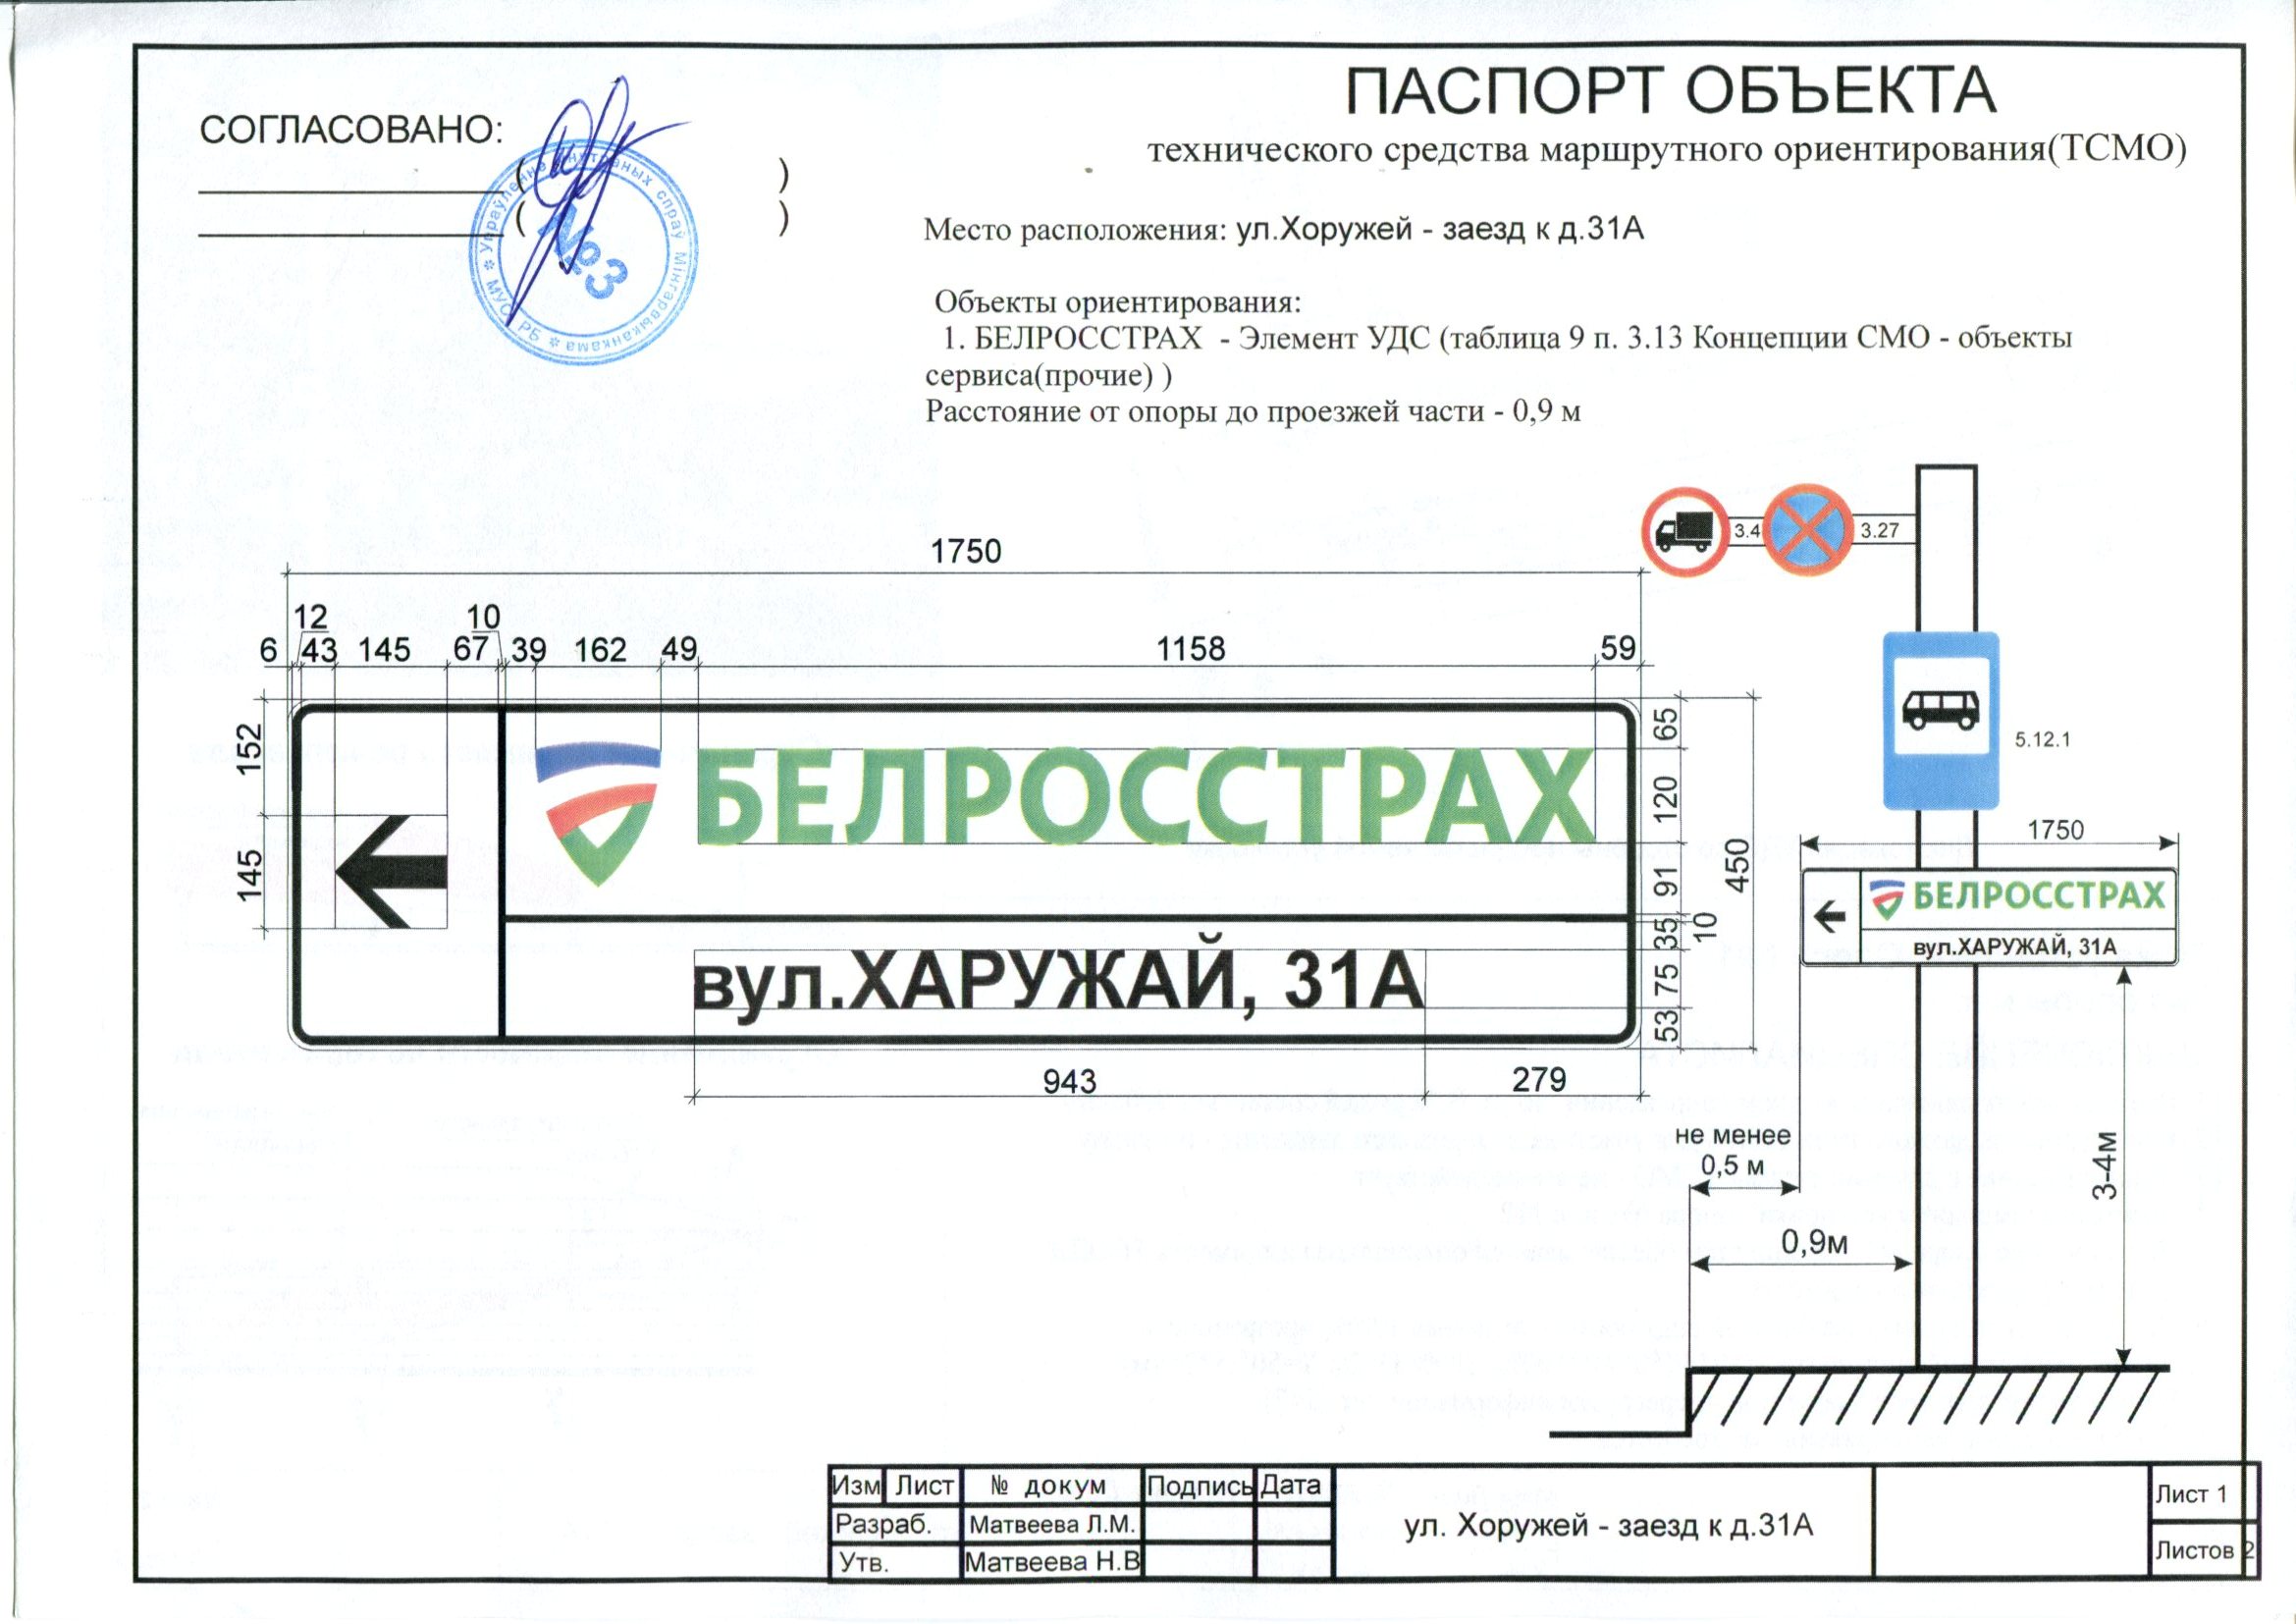 СОГЛАСОВАНО:
( )
( )
Упраўленне ўнутраных спраў Мінгарвыканкама
МУС РБ
№3
ПАСПОРТ ОБЪЕКТА
технического средства маршрутного ориентирования(ТСМО)
Место расположения: ул.Хоружей - заезд к д.31А
Объекты ориентирования:
1. БЕЛРОССТРАХ - Элемент УДС (таблица 9 п. 3.13 Концепции СМО - объекты
сервиса(прочие) )
Расстояние от опоры до проезжей части - 0,9 м
3.4 3.27
5.12.1
1750
12 10
6 43 145 67 39 162 49 1158 59
152
145
65
120
91
35
10
75
53
450
БЕЛРОССТРАХ
вул.ХАРУЖАЙ, 31А
943 279
1750
БЕЛРОССТРАХ
вул.ХАРУЖАЙ, 31А
не менее
0,5 м
0,9м
3-4м
Изм Лист № докум Подпись Дата
Разраб. Матвеева Л.М.
Утв. Матвеева Н.В
ул. Хоружей - заезд к д.31А
Лист 1
Листов 2